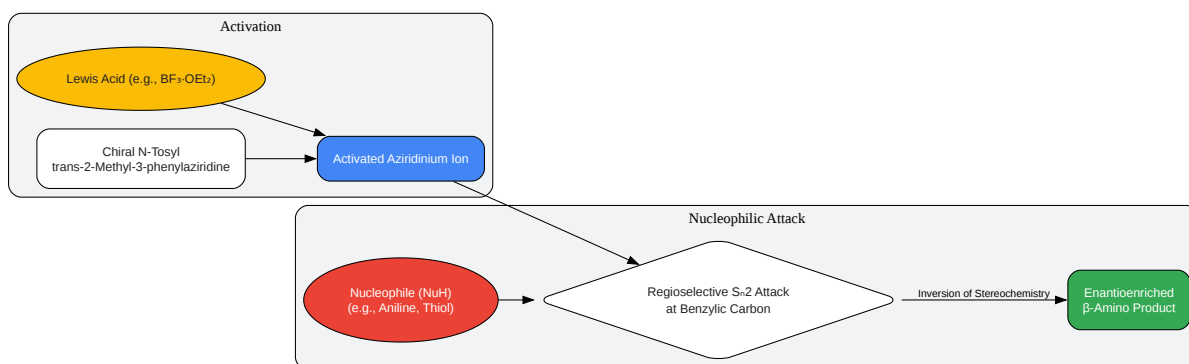 Activation
Lewis Acid (e.g., BF₃·OEt₂)
Chiral N-Tosyl
trans-2-Methyl-3-phenylaziridine
Activated Aziridinium Ion
Nucleophilic Attack
Nucleophile (NuH)
(e.g., Aniline, Thiol)
Regioselective Sₙ2 Attack
at Benzylic Carbon
Inversion of Stereochemistry
Enantioenriched
β-Amino Product